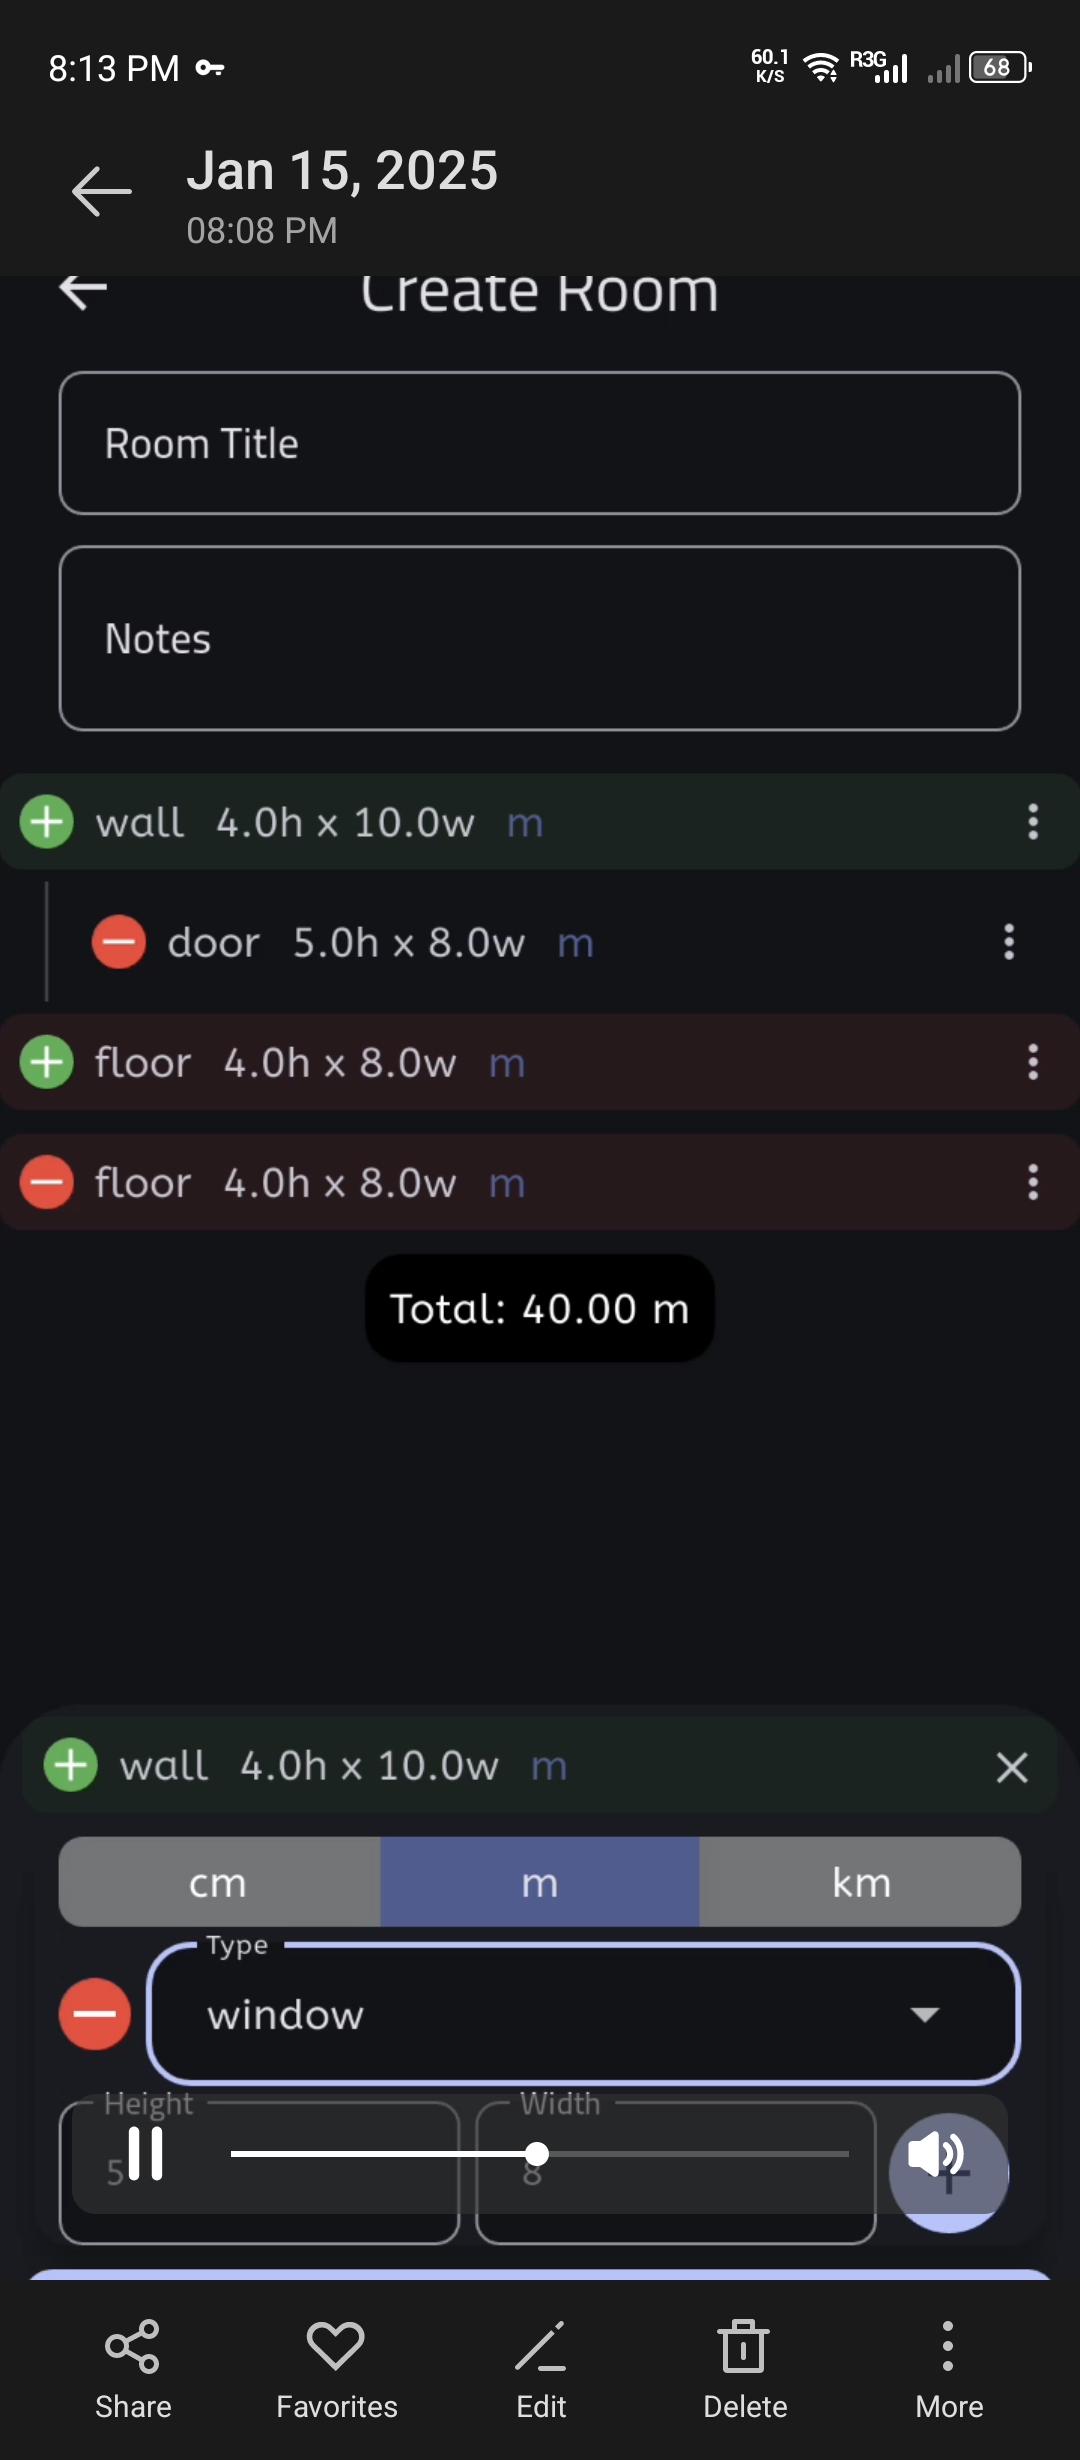 8:13 PM
60.1 K/S
R3G
68
Jan 15, 2025
08:08 PM
Create Room
Room Title
Notes
wall 4.0h x 10.0w m
door 5.0h x 8.0w m
floor 4.0h x 8.0w m
floor 4.0h x 8.0w m
Total: 40.00 m
wall 4.0h x 10.0w m
cm m km
Type
window
Height Width
5 8
Share Favorites Edit Delete More